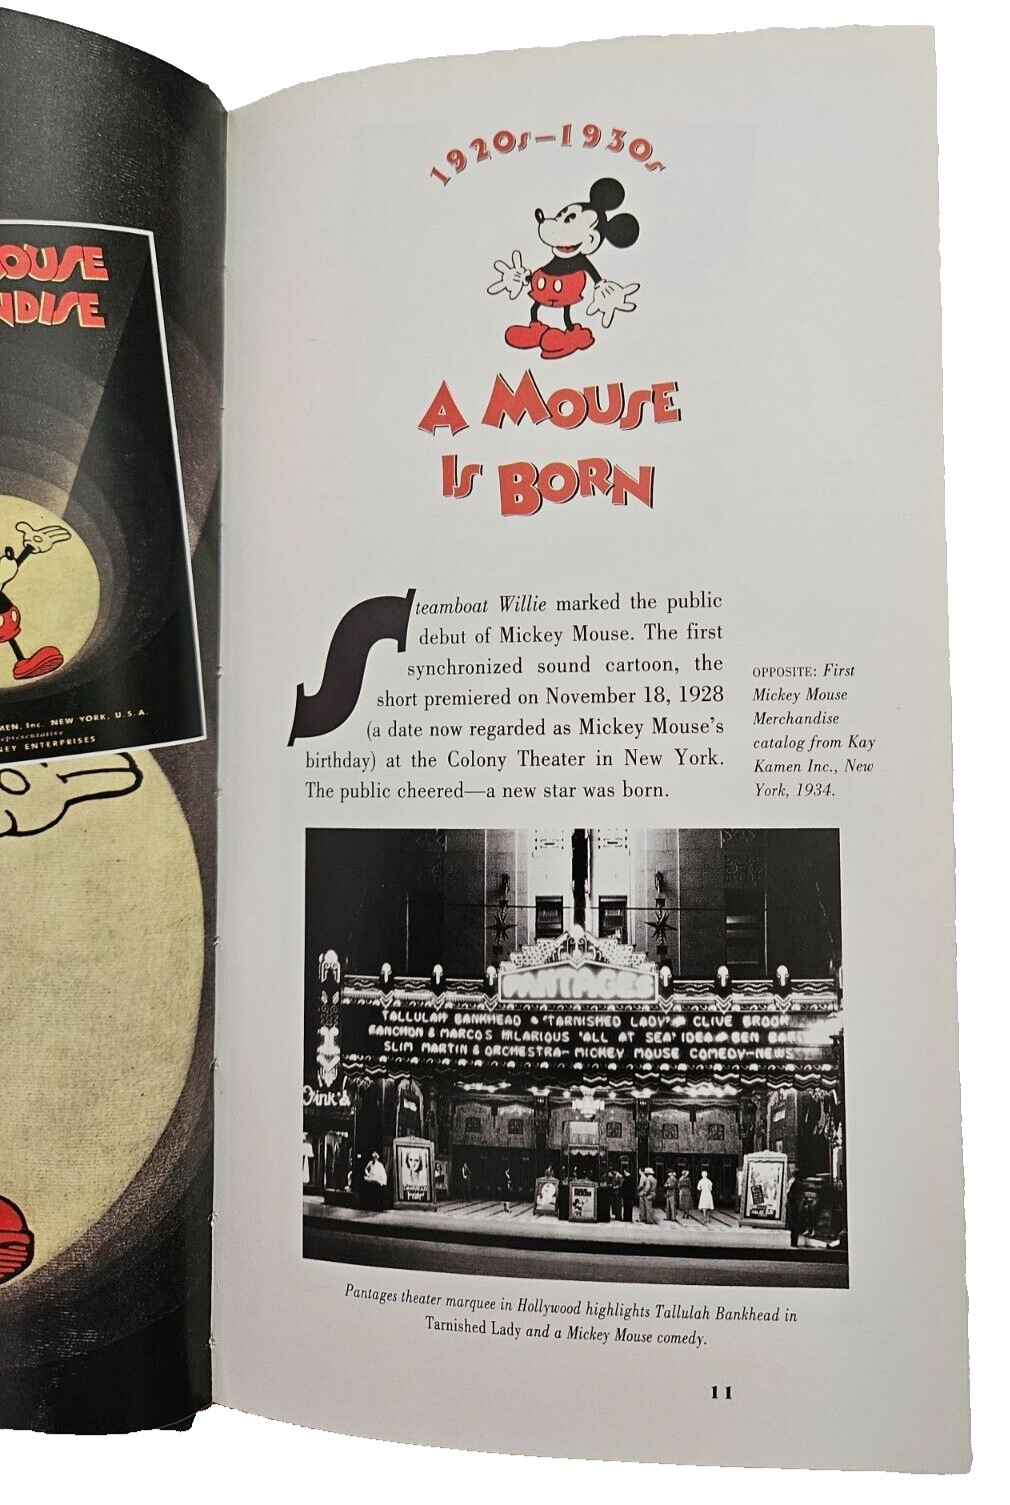 OUSE
NDISE
MEN, Inc. NEW YORK, U.S.A.
representative
NEY ENTERPRISES
1920s–1930s
A MOUSE
IS BORN
Steamboat Willie marked the public
debut of Mickey Mouse. The first
synchronized sound cartoon, the
short premiered on November 18, 1928
(a date now regarded as Mickey Mouse's
birthday) at the Colony Theater in New York.
The public cheered—a new star was born.
OPPOSITE: First
Mickey Mouse
Merchandise
catalog from Kay
Kamen Inc., New
York, 1934.
PANTAGES
TALLULAH BANKHEAD • "TARNISHED LADY" CLIVE BROOK
FANCHON & MARCO'S HILARIOUS "ALL AT SEA" IDEA BEN
SLIM MARTIN & ORCHESTRA–MICKEY MOUSE COMEDY–NEWS
Pantages theater marquee in Hollywood highlights Tallulah Bankhead in
Tarnished Lady and a Mickey Mouse comedy.
11